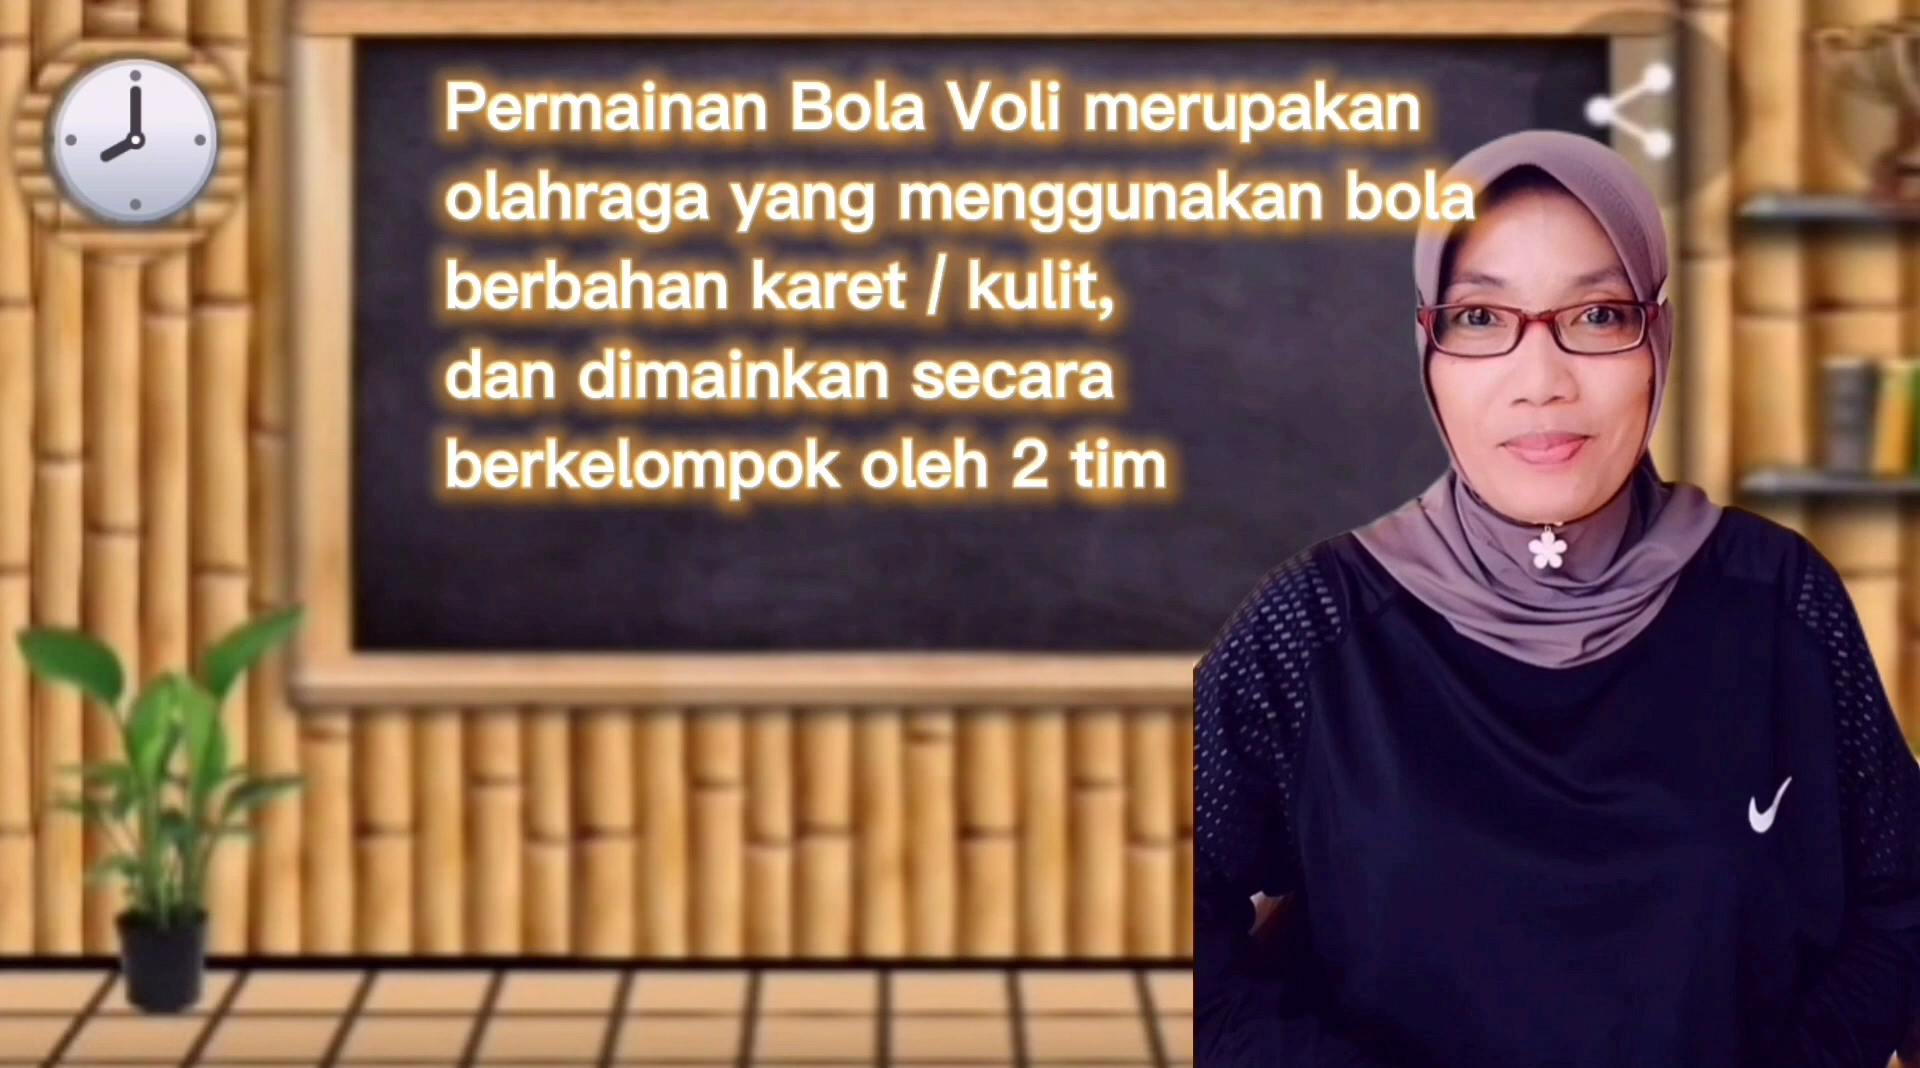 Permainan Bola Voli merupakan
olahraga yang menggunakan bola
berbahan karet / kulit,
dan dimainkan secara
berkelompok oleh 2 tim